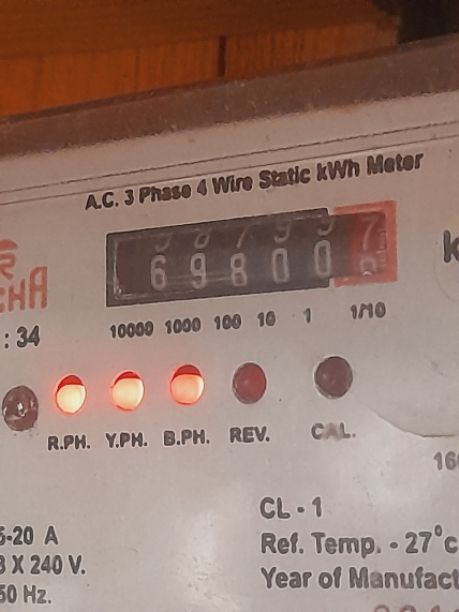 A.C. 3 Phase 4 Wire Static kWh Meter
69800
: 34
10000 1000 100 10 1 1/10
R.PH. Y.PH. B.PH. REV. CAL.
5-20 A
CL - 1
3 X 240 V.
Ref. Temp. - 27°c
50 Hz.
Year of Manufact